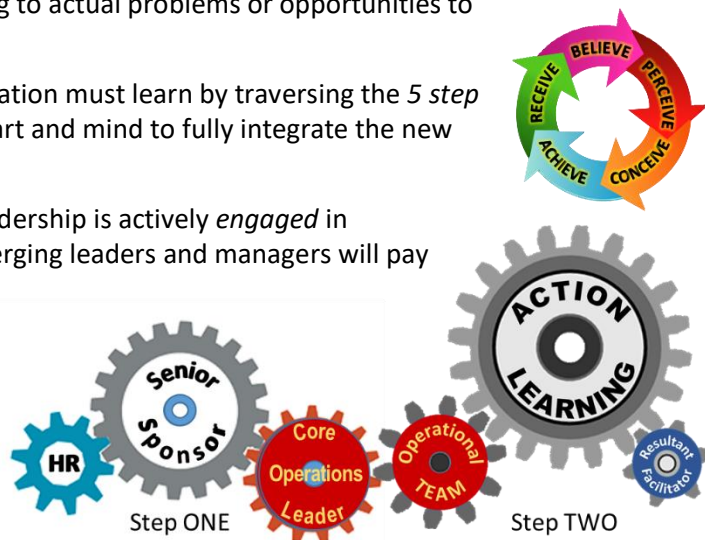 g to actual problems or opportunities to
ation must learn by traversing the 5 step
art and mind to fully integrate the new
dership is actively engaged in
erging leaders and managers will pay
BELIEVE
PERCEIVE
CONCEIVE
ACHIEVE
RECEIVE
ACTION
LEARNING
Senior
Sponsor
HR
Core
Operations
Leader
Operational
TEAM
Resultant
Facilitator
Step ONE
Step TWO